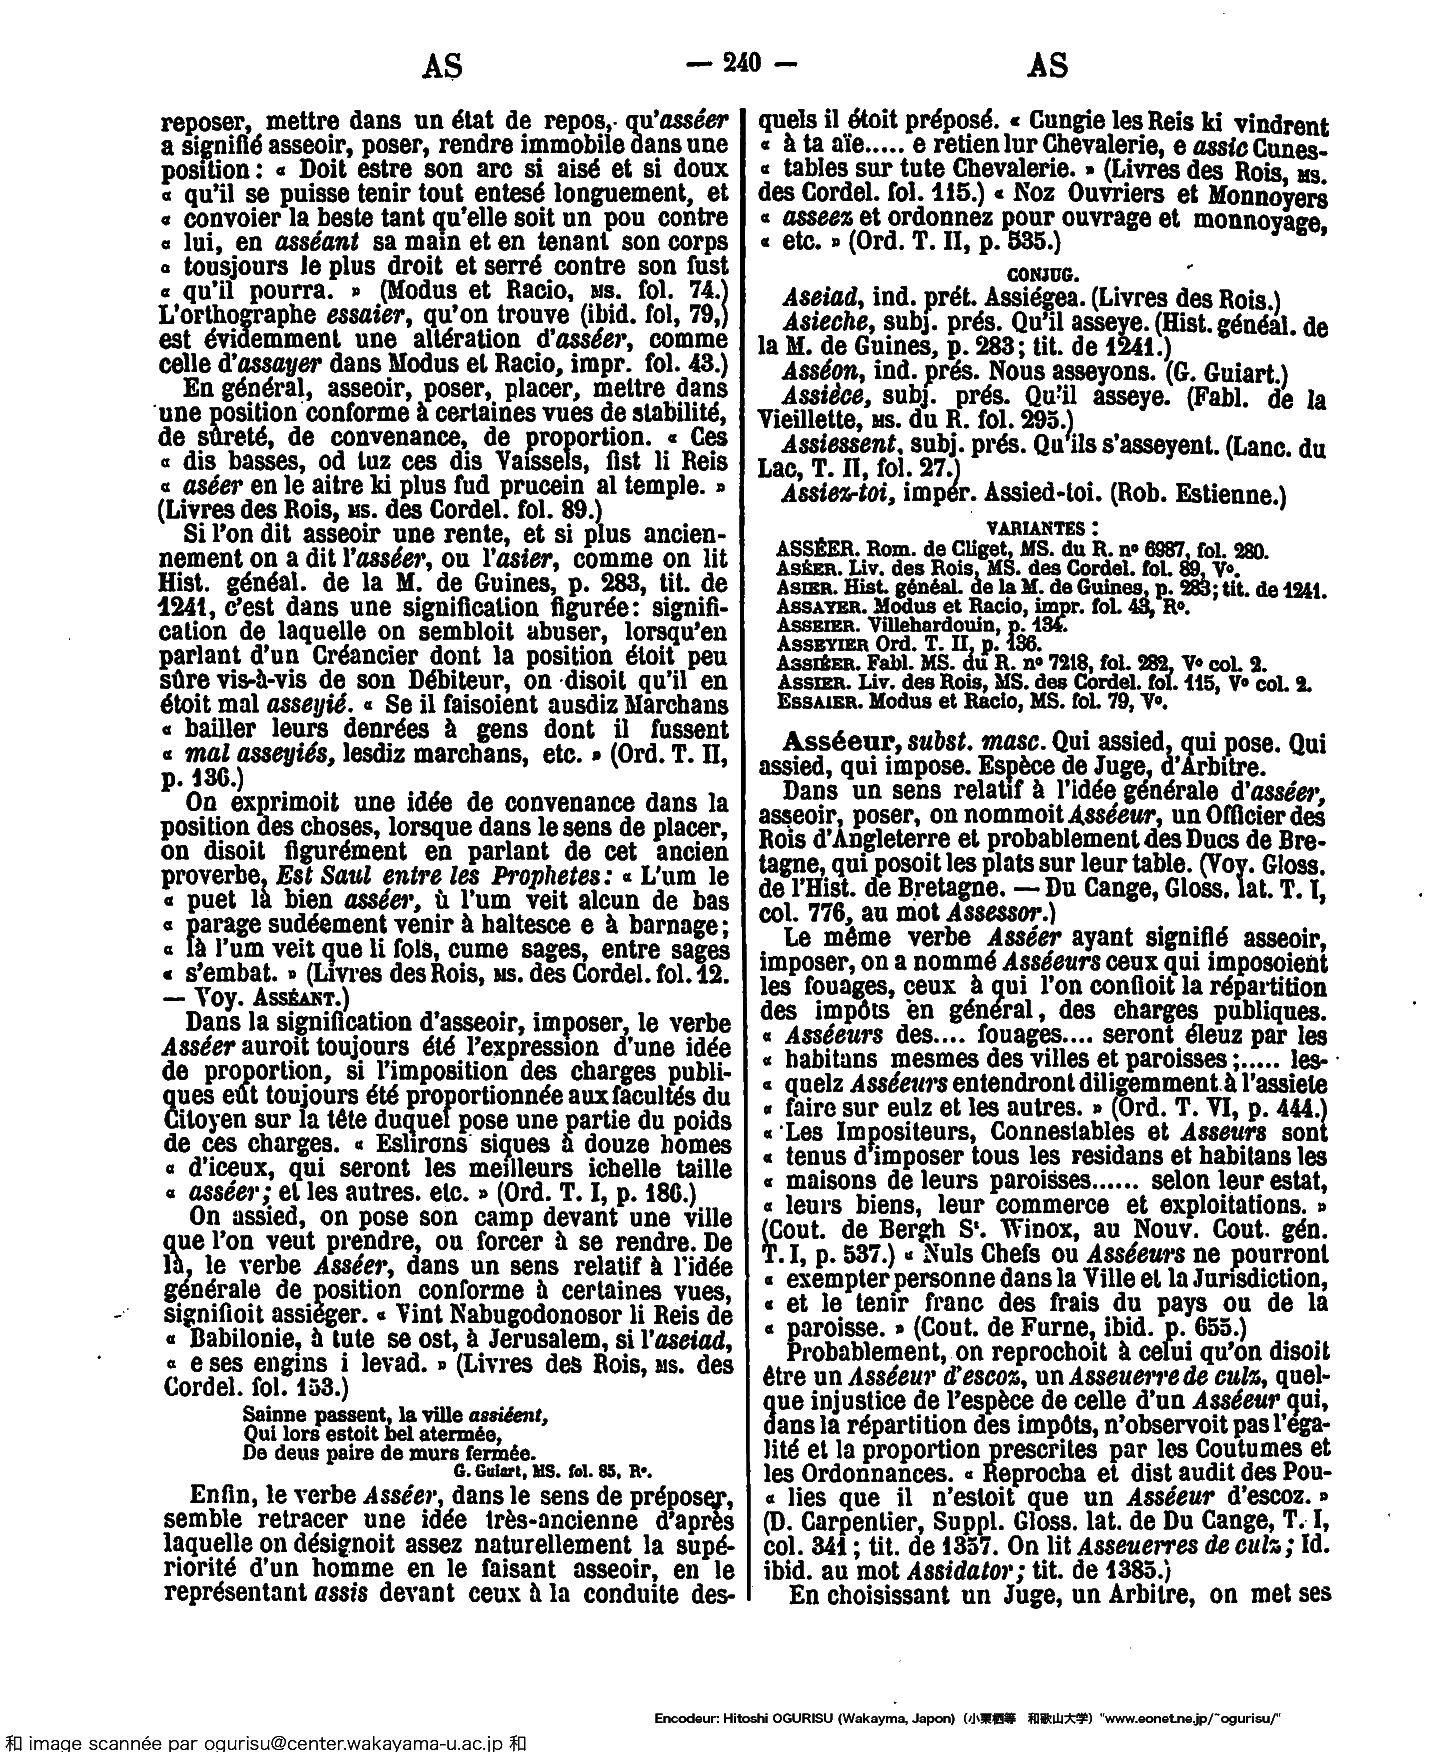 AS
— 240 —
AS
reposer, mettre dans un état de repos, qu'asséer
a signifié asseoir, poser, rendre immobile dans une
position : « Doit estre son arc si aisé et si doux
« qu'il se puisse tenir tout entesé longuement, et
« convoier la beste tant qu'elle soit un pou contre
« lui, en asséant sa main et en tenant son corps
« tousjours le plus droit et serré contre son fust
« qu'il pourra. » (Modus et Racio, MS. fol. 74.)
L'orthographe essaier, qu'on trouve (ibid. fol, 79,)
est évidemment une altération d'asséer, comme
celle d'assayer dans Modus et Racio, impr. fol. 43.)
En général, asseoir, poser, placer, mettre dans
une position conforme à certaines vues de stabilité,
de sûreté, de convenance, de proportion. « Ces
« dis basses, od tuz ces dis Vaissels, fist li Reis
« aséer en le aitre ki plus fud prucein al temple. »
(Livres des Rois, MS. des Cordel. fol. 89.)
Si l'on dit asseoir une rente, et si plus ancien-
nement on a dit l'asséer, ou l'asier, comme on lit
Hist. généal. de la M. de Guines, p. 283, tit. de
1241, c'est dans une signification figurée : signifi-
cation de laquelle on sembloit abuser, lorsqu'en
parlant d'un Créancier dont la position étoit peu
sûre vis-à-vis de son Débiteur, on disoit qu'il en
étoit mal asseyié. « Se il faisoient ausdiz Marchans
« bailler leurs denrées à gens dont il fussent
« mal asseyiés, lesdiz marchans, etc. » (Ord. T. II,
p. 136.)
On exprimoit une idée de convenance dans la
position des choses, lorsque dans le sens de placer,
on disoit figurément en parlant de cet ancien
proverbe, Est Saul entre les Prophetes : « L'um le
« puet là bien asséer, ù l'um veit alcun de bas
« parage sudéement venir à haltesce e à barnage ;
« là l'um veit que li fols, cume sages, entre sages
« s'embat. » (Livres des Rois, MS. des Cordel. fol. 12.
— Voy. ASSÉANT.)
Dans la signification d'asseoir, imposer, le verbe
Asséer auroit toujours été l'expression d'une idée
de proportion, si l'imposition des charges publi-
ques eût toujours été proportionnée aux facultés du
Citoyen sur la tête duquel pose une partie du poids
de ces charges. « Eslirons siques à douze homes
« d'iceux, qui seront les meilleurs ichelle taille
« asséer ; et les autres. etc. » (Ord. T. I, p. 186.)
On assied, on pose son camp devant une ville
que l'on veut prendre, ou forcer à se rendre. De
là, le verbe Asséer, dans un sens relatif à l'idée
générale de position conforme à certaines vues,
signifioit assiéger. « Vint Nabugodonosor li Reis de
« Babilonie, à tute se ost, à Jerusalem, si l'aseiad,
« e ses engins i levad. » (Livres des Rois, MS. des
Cordel. fol. 153.)
Sainne passent, la ville assiéent,
Qui lors estoit bel atermée,
De deus paire de murs fermée.
G. Guiart, MS. fol. 85, R°.
Enfin, le verbe Asséer, dans le sens de préposer,
semble retracer une idée très-ancienne d'après
laquelle on désignoit assez naturellement la supé-
riorité d'un homme en le faisant asseoir, en le
représentant assis devant ceux à la conduite des-
quels il étoit préposé. « Cungie les Reis ki vindrent
« à ta aïe..... e retien lur Chevalerie, e assic Cunes-
« tables sur tute Chevalerie. » (Livres des Rois, MS.
des Cordel. fol. 115.) « Noz Ouvriers et Monnoyers
« asseez et ordonnez pour ouvrage et monnoyage,
« etc. » (Ord. T. II, p. 535.)
CONJUG.
Aseiad, ind. prét. Assiégea. (Livres des Rois.)
Asieche, subj. prés. Qu'il asseye. (Hist. généal. de
la M. de Guines, p. 283 ; tit. de 1241.)
Asséon, ind. prés. Nous asseyons. (G. Guiart.)
Assièce, subj. prés. Qu'il asseye. (Fabl. de la
Vieillette, MS. du R. fol. 295.)
Assiessent, subj. prés. Qu'ils s'asseyent. (Lanc. du
Lac, T. II, fol. 27.)
Assiez-toi, impér. Assied-toi. (Rob. Estienne.)
VARIANTES :
ASSÉER. Rom. de Cliget, MS. du R. n° 6987, fol. 280.
ASÉER. Liv. des Rois, MS. des Cordel. fol. 89, V°.
ASIER. Hist. généal. de la M. de Guines, p. 283 ; tit. de 1241.
ASSAYER. Modus et Racio, impr. fol. 43, R°.
ASSEIER. Villehardouin, p. 134.
ASSEYIER Ord. T. II, p. 136.
ASSIÉER. Fabl. MS. du R. n° 7218, fol. 282, V° col. 2.
ASSIER. Liv. des Rois, MS. des Cordel. fol. 115, V° col. 2.
ESSAIER. Modus et Racio, MS. fol. 79, V°.
Asséeur, subst. masc. Qui assied, qui pose. Qui
assied, qui impose. Espèce de Juge, d'Arbitre.
Dans un sens relatif à l'idée générale d'asséer,
asseoir, poser, on nommoit Asséeur, un Officier des
Rois d'Angleterre et probablement des Ducs de Bre-
tagne, qui posoit les plats sur leur table. (Voy. Gloss.
de l'Hist. de Bretagne. — Du Cange, Gloss. lat. T. I,
col. 776, au mot Assessor.)
Le même verbe Asséer ayant signifié asseoir,
imposer, on a nommé Asséeurs ceux qui imposoient
les fouages, ceux à qui l'on confioit la répartition
des impôts en général, des charges publiques.
« Asséeurs des.... fouages.... seront éleuz par les
« habitans mesmes des villes et paroisses ;..... les-
« quelz Asséeurs entendront diligemment à l'assiete
« faire sur eulz et les autres. » (Ord. T. VI, p. 444.)
« Les Impositeurs, Connestables et Asseurs sont
« tenus d'imposer tous les residans et habitans les
« maisons de leurs paroisses...... selon leur estat,
« leurs biens, leur commerce et exploitations. »
(Cout. de Bergh St. Winox, au Nouv. Cout. gén.
T. I, p. 537.) « Nuls Chefs ou Asséeurs ne pourront
« exempter personne dans la Ville et la Jurisdiction,
« et le tenir franc des frais du pays ou de la
« paroisse. » (Cout. de Furne, ibid. p. 655.)
Probablement, on reprochoit à celui qu'on disoit
être un Asséeur d'escoz, un Asseuerre de culz, quel-
que injustice de l'espèce de celle d'un Asséeur qui,
dans la répartition des impôts, n'observoit pas l'éga-
lité et la proportion prescrites par les Coutumes et
les Ordonnances. « Reprocha et dist audit des Pou-
« lies que il n'estoit que un Asséeur d'escoz. »
(D. Carpentier, Suppl. Gloss. lat. de Du Cange, T. I,
col. 341 ; tit. de 1357. On lit Asseuerres de culz ; Id.
ibid. au mot Assidator ; tit. de 1385.)
En choisissant un Juge, un Arbitre, on met ses
Encodeur: Hitoshi OGURISU (Wakayma, Japon) (小栗栖等 和歌山大学) "www.eonet.ne.jp/~ogurisu/"
和 image scannée par ogurisu@center.wakayama-u.ac.jp 和